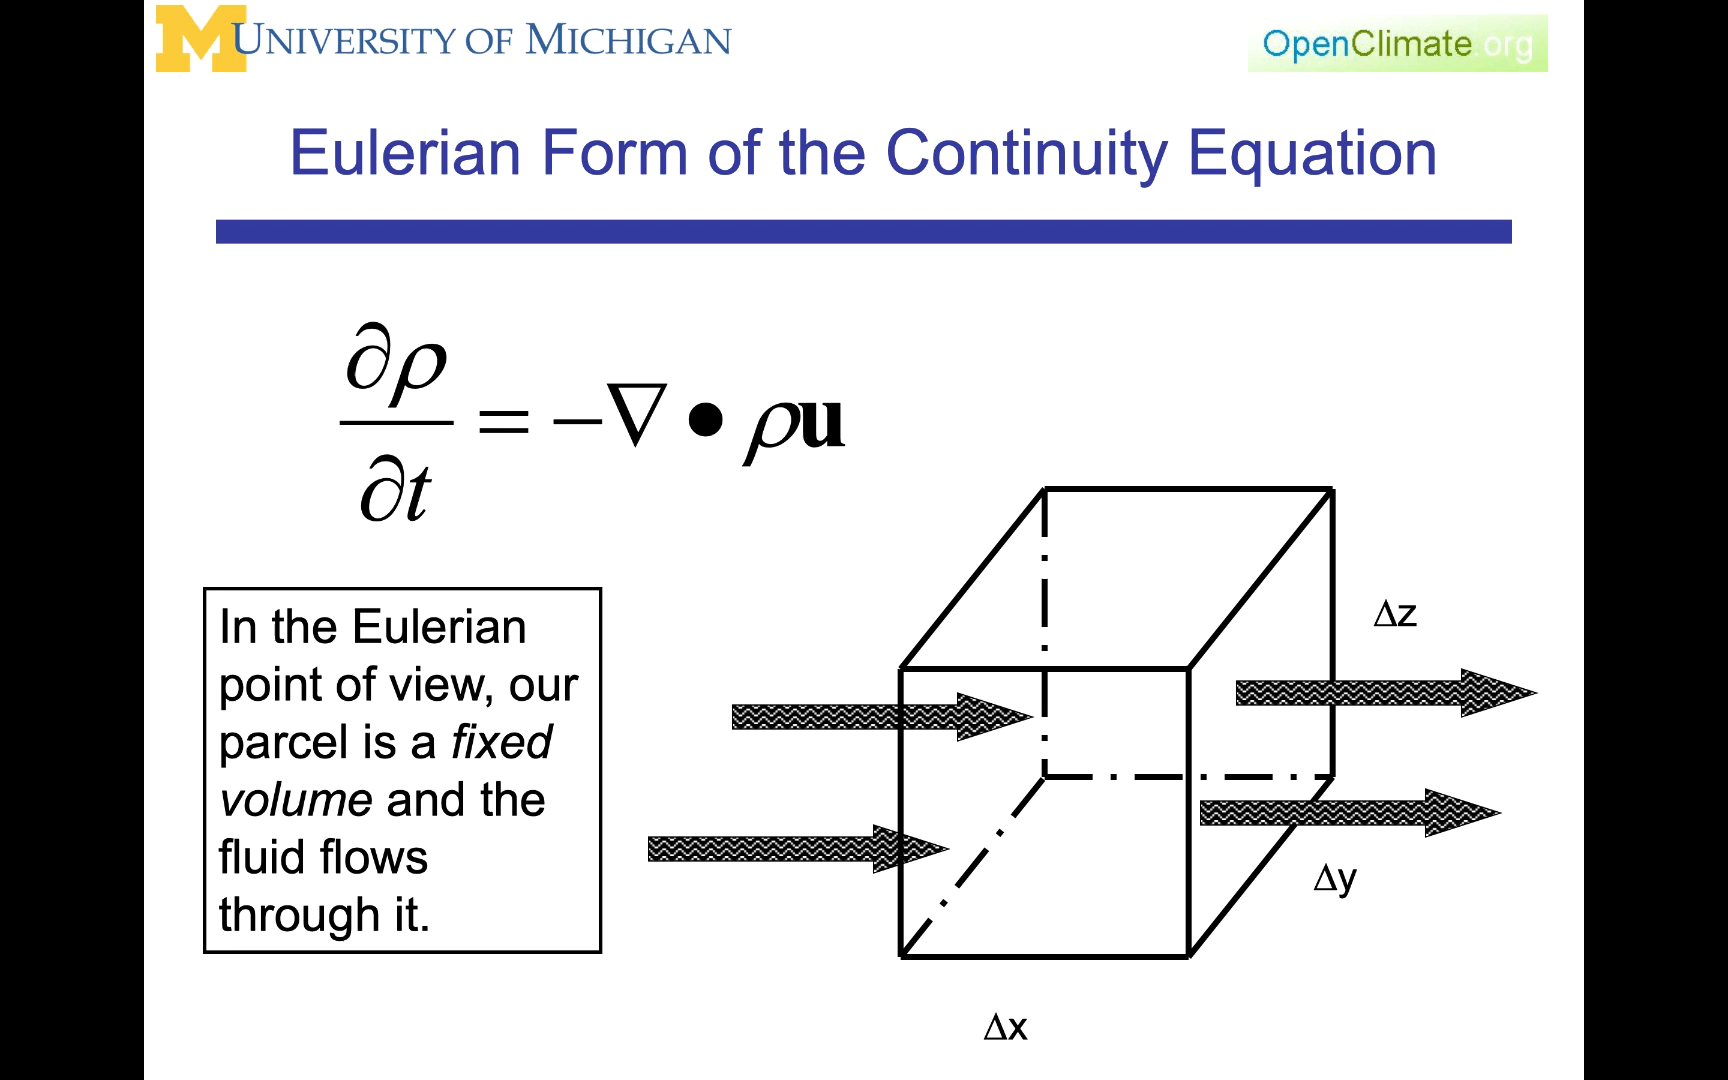 UNIVERSITY OF MICHIGAN
OpenClimate.org
Eulerian Form of the Continuity Equation
∂ρ/∂t = −∇ • ρu
In the Eulerian
point of view, our
parcel is a fixed
volume and the
fluid flows
through it.
Δz
Δy
Δx